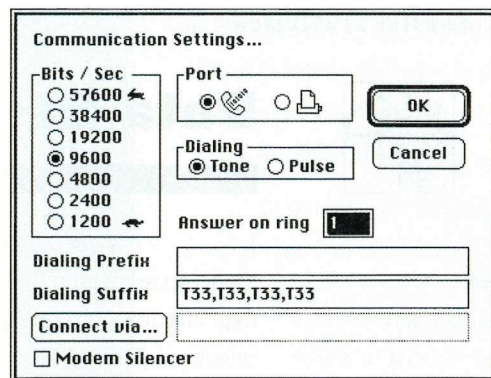 Communication Settings...
Bits / Sec
57600
38400
19200
9600
4800
2400
1200
Port
Dialing
Tone Pulse
OK
Cancel
Answer on ring 1
Dialing Prefix
Dialing Suffix T33,T33,T33,T33
Connect via...
Modem Silencer